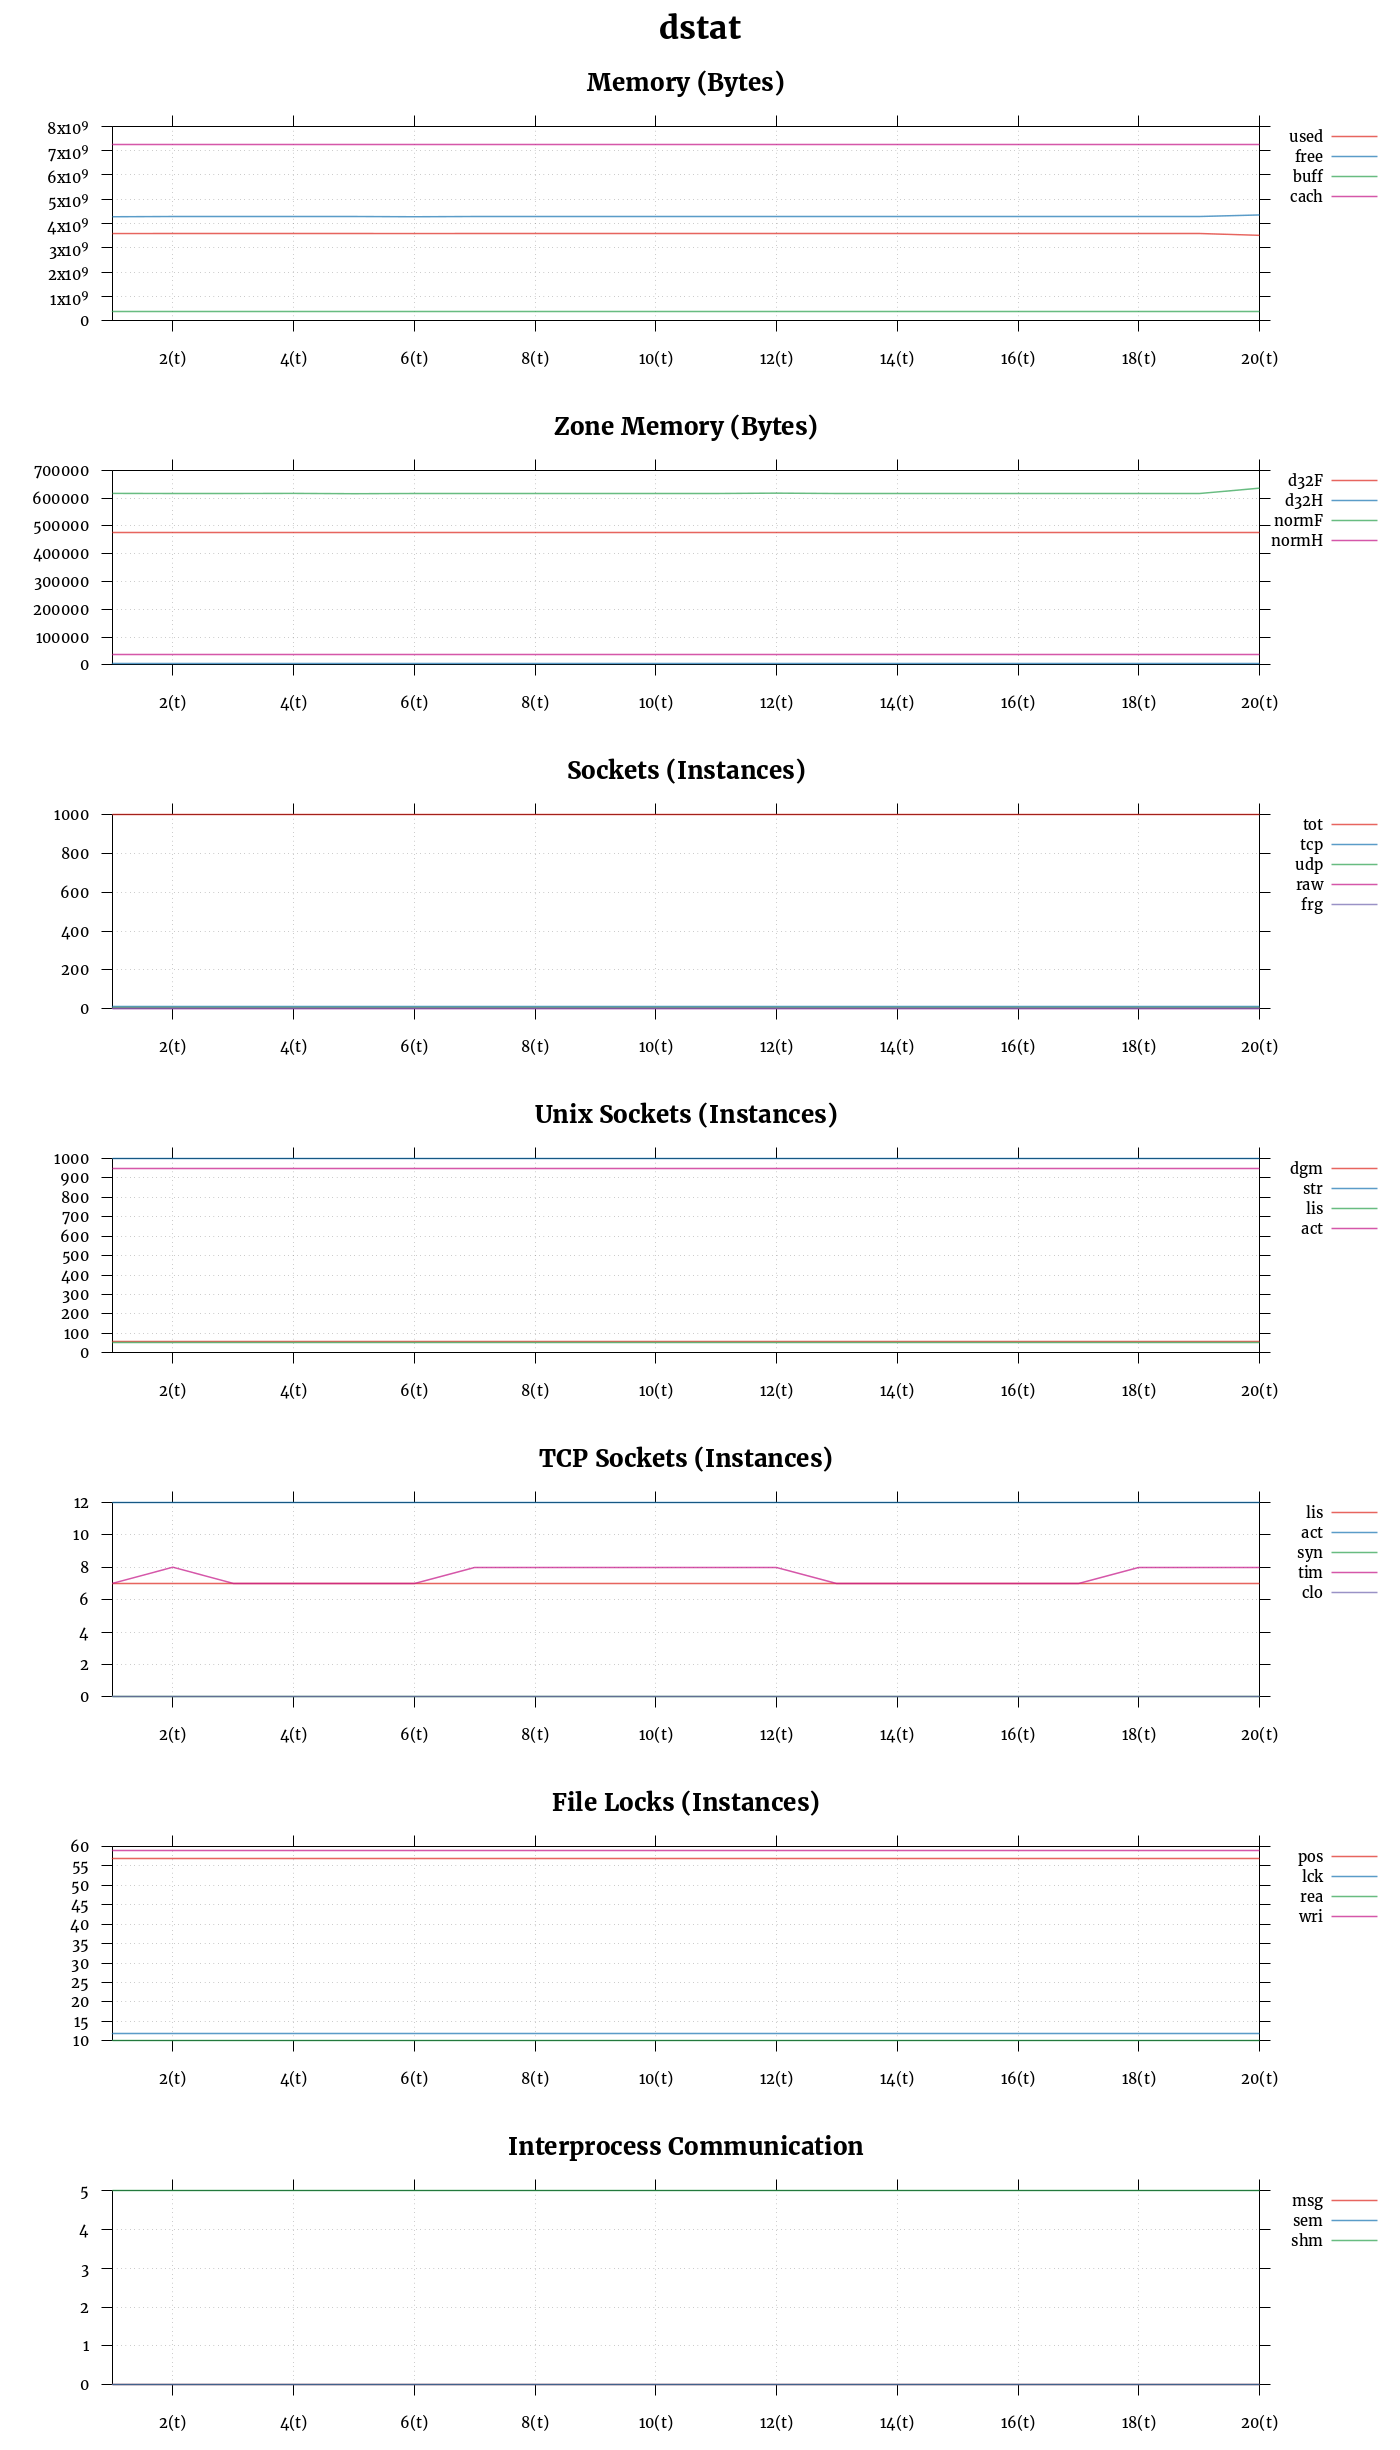 dstat
Memory (Bytes)
8x10⁹
7x10⁹
6x10⁹
5x10⁹
4x10⁹
3x10⁹
2x10⁹
1x10⁹
0
2(t) 4(t) 6(t) 8(t) 10(t) 12(t) 14(t) 16(t) 18(t) 20(t)
used
free
buff
cach
Zone Memory (Bytes)
700000
600000
500000
400000
300000
200000
100000
0
2(t) 4(t) 6(t) 8(t) 10(t) 12(t) 14(t) 16(t) 18(t) 20(t)
d32F
d32H
normF
normH
Sockets (Instances)
1000
800
600
400
200
0
2(t) 4(t) 6(t) 8(t) 10(t) 12(t) 14(t) 16(t) 18(t) 20(t)
tot
tcp
udp
raw
frg
Unix Sockets (Instances)
1000
900
800
700
600
500
400
300
200
100
0
2(t) 4(t) 6(t) 8(t) 10(t) 12(t) 14(t) 16(t) 18(t) 20(t)
dgm
str
lis
act
TCP Sockets (Instances)
12
10
8
6
4
2
0
2(t) 4(t) 6(t) 8(t) 10(t) 12(t) 14(t) 16(t) 18(t) 20(t)
lis
act
syn
tim
clo
File Locks (Instances)
60
55
50
45
40
35
30
25
20
15
10
2(t) 4(t) 6(t) 8(t) 10(t) 12(t) 14(t) 16(t) 18(t) 20(t)
pos
lck
rea
wri
Interprocess Communication
5
4
3
2
1
0
2(t) 4(t) 6(t) 8(t) 10(t) 12(t) 14(t) 16(t) 18(t) 20(t)
msg
sem
shm